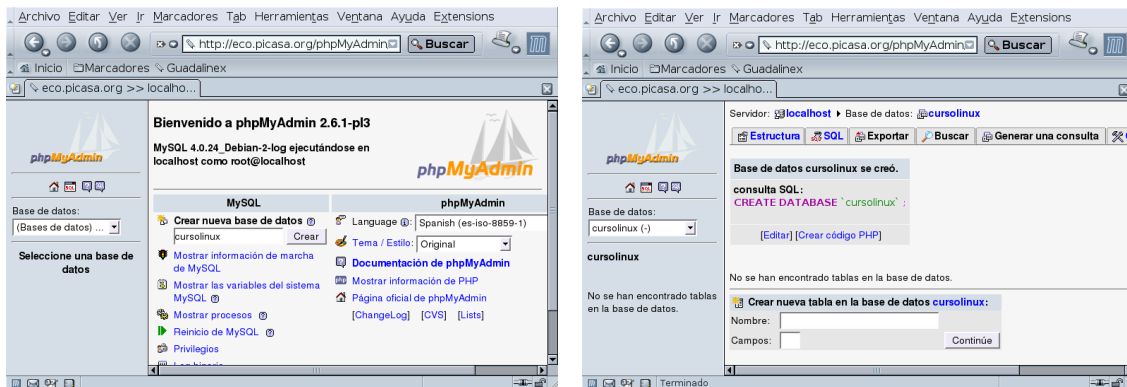 Archivo Editar Ver Ir Marcadores Tab Herramientas Ventana Ayuda Extensions
http://eco.picasa.org/phpMyAdmin
Buscar
Inicio Marcadores Guadalinex
eco.picasa.org >> localho...
phpMyAdmin
Base de datos:
(Bases de datos) ...
Seleccione una base de
datos
Bienvenido a phpMyAdmin 2.6.1-pl3
MySQL 4.0.24_Debian-2-log ejecutándose en
localhost como root@localhost
phpMyAdmin
MySQL
Crear nueva base de datos
cursolinux Crear
Mostrar información de marcha
de MySQL
Mostrar las variables del sistema
MySQL
Mostrar procesos
Reinicio de MySQL
Privilegios
phpMyAdmin
Language : Spanish (es-iso-8859-1)
Tema / Estilo: Original
Documentación de phpMyAdmin
Mostrar información de PHP
Página oficial de phpMyAdmin
[ChangeLog] [CVS] [Lists]
Archivo Editar Ver Ir Marcadores Tab Herramientas Ventana Ayuda Extensions
http://eco.picasa.org/phpMyAdmin
Buscar
Inicio Marcadores Guadalinex
eco.picasa.org >> localho...
phpMyAdmin
Base de datos:
cursolinux (-)
cursolinux
No se han encontrado tablas
en la base de datos.
Servidor: localhost Base de datos: cursolinux
Estructura SQL Exportar Buscar Generar una consulta
Base de datos cursolinux se creó.
consulta SQL:
CREATE DATABASE `cursolinux` ;
[Editar] [Crear código PHP]
No se han encontrado tablas en la base de datos.
Crear nueva tabla en la base de datos cursolinux:
Nombre:
Campos: Continúe
Terminado